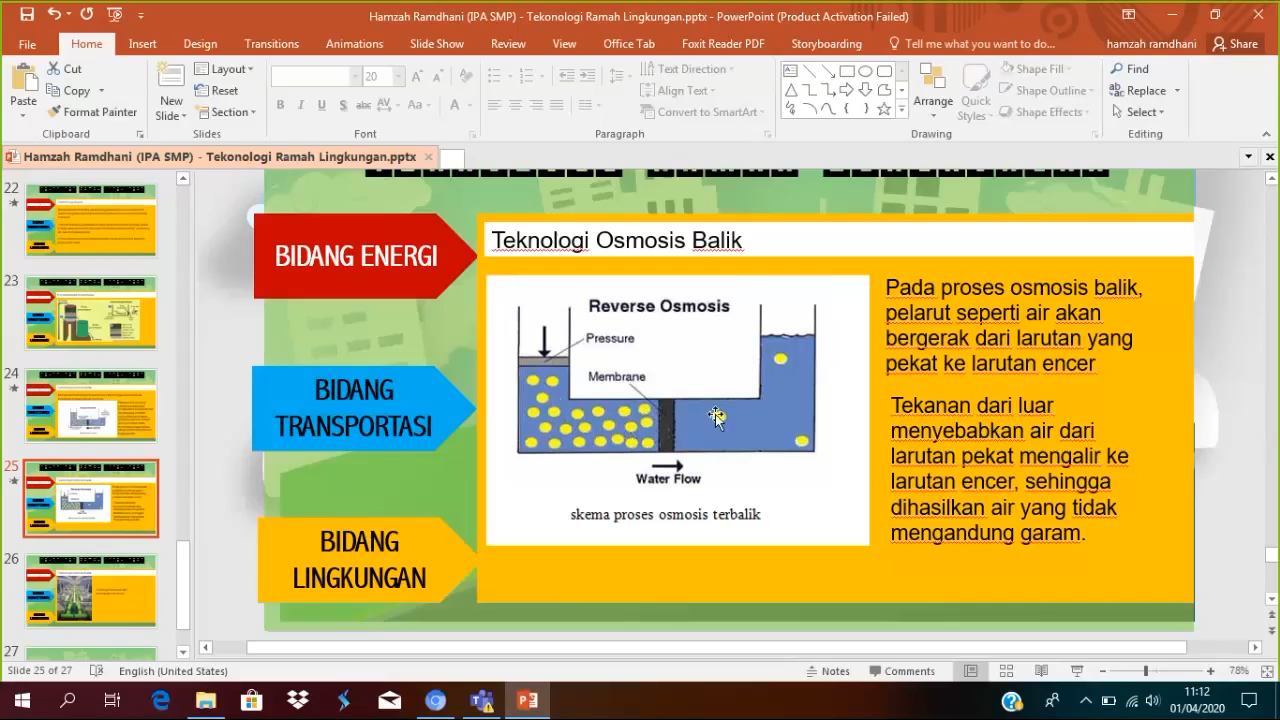 Hamzah Ramdhani (IPA SMP) - Tekonologi Ramah Lingkungan.pptx - PowerPoint (Product Activation Failed)
File Home Insert Design Transitions Animations Slide Show Review View Office Tab Foxit Reader PDF Storyboarding Tell me what you want to do... hamzah ramdhani Share
Paste
Cut
Copy
Format Painter
Clipboard
New Slide
Layout
Reset
Section
Slides
20
Font
Text Direction
Align Text
Convert to SmartArt
Paragraph
Arrange
Quick Styles
Shape Fill
Shape Outline
Shape Effects
Drawing
Find
Replace
Select
Editing
Hamzah Ramdhani (IPA SMP) - Tekonologi Ramah Lingkungan.pptx
22
23
24
25
26
27
BIDANG ENERGI
BIDANG
TRANSPORTASI
BIDANG
LINGKUNGAN
Teknologi Osmosis Balik
Reverse Osmosis
Pressure
Membrane
Water Flow
skema proses osmosis terbalik
Pada proses osmosis balik,
pelarut seperti air akan
bergerak dari larutan yang
pekat ke larutan encer
Tekanan dari luar
menyebabkan air dari
larutan pekat mengalir ke
larutan encer, sehingga
dihasilkan air yang tidak
mengandung garam.
Slide 25 of 27 English (United States) Notes Comments 78%
11:12
01/04/2020